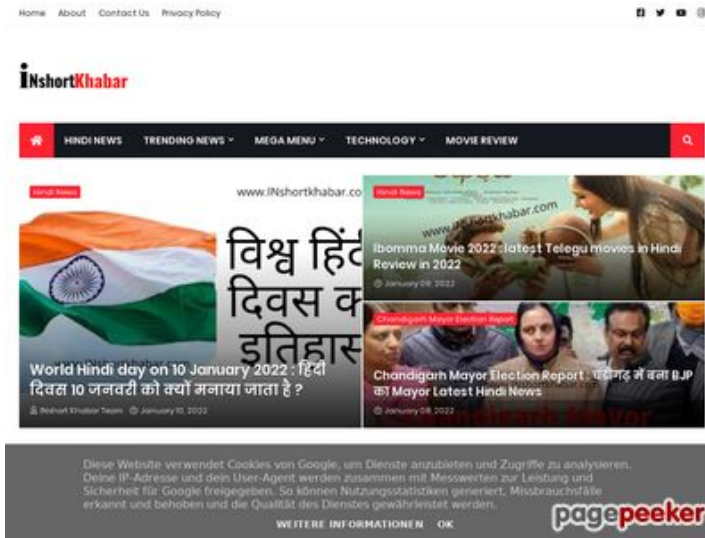 Home About Contact Us Privacy Policy
iNshortKhabar
HINDI NEWS TRENDING NEWS MEGA MENU TECHNOLOGY MOVIE REVIEW
Hindi News
www.INshortkhabar.co
विश्व हिंद
दिवस क
इतिहास
World Hindi day on 10 January 2022 : हिंदी
दिवस 10 जनवरी को क्यों मनाया जाता है ?
INshort Khabar Team January 10, 2022
Hindi News
Ibomma Movie 2022 : latest Telegu movies in Hindi
Review in 2022
January 09, 2022
Chandigarh Mayor Election Report
Chandigarh Mayor Election Report : चंडीगढ़ में बना BJP
का Mayor Latest Hindi News
January 08, 2022
Diese Website verwendet Cookies von Google, um Dienste anzubieten und Zugriffe zu analysieren.
Deine IP-Adresse und dein User-Agent werden zusammen mit Messwerten zur Leistung und
Sicherheit für Google freigegeben. So können Nutzungsstatistiken generiert, Missbrauchsfälle
erkannt und behoben und die Qualität des Dienstes gewährleistet werden.
WEITERE INFORMATIONEN OK
pagepeeker